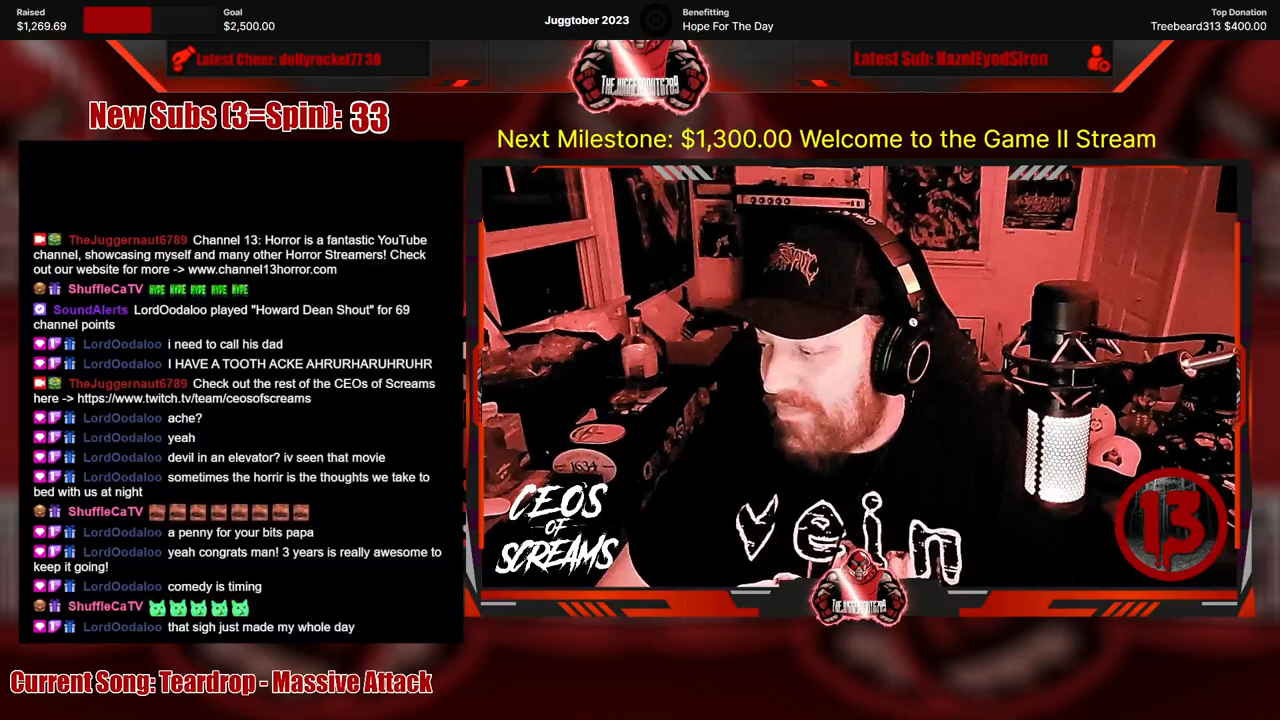 Raised
$1,269.69
Goal
$2,500.00
Juggtober 2023
Benefitting
Hope For The Day
Top Donation
Treebeard313 $400.00
Latest Cheer: dollyrocket77 30
THEJUGGERNAUT6789
Latest Sub: HazelEyedSiren
New Subs (3=Spin): 33
Next Milestone: $1,300.00 Welcome to the Game II Stream
TheJuggernaut6789 Channel 13: Horror is a fantastic YouTube
channel, showcasing myself and many other Horror Streamers! Check
out our website for more -> www.channel13horror.com
ShuffleCaTV HYPE HYPE HYPE HYPE HYPE
SoundAlerts LordOodaloo played "Howard Dean Shout" for 69
channel points
LordOodaloo i need to call his dad
LordOodaloo I HAVE A TOOTH ACKE AHRURHARUHRUHR
TheJuggernaut6789 Check out the rest of the CEOs of Screams
here -> https://www.twitch.tv/team/ceosofscreams
LordOodaloo ache?
LordOodaloo yeah
LordOodaloo devil in an elevator? iv seen that movie
LordOodaloo sometimes the horrir is the thoughts we take to
bed with us at night
ShuffleCaTV
LordOodaloo a penny for your bits papa
LordOodaloo yeah congrats man! 3 years is really awesome to
keep it going!
LordOodaloo comedy is timing
ShuffleCaTV
LordOodaloo that sigh just made my whole day
1634
CEOS
OF
SCREAMS
vein
13
THEJUGGERNAUT6789
Current Song: Teardrop - Massive Attack